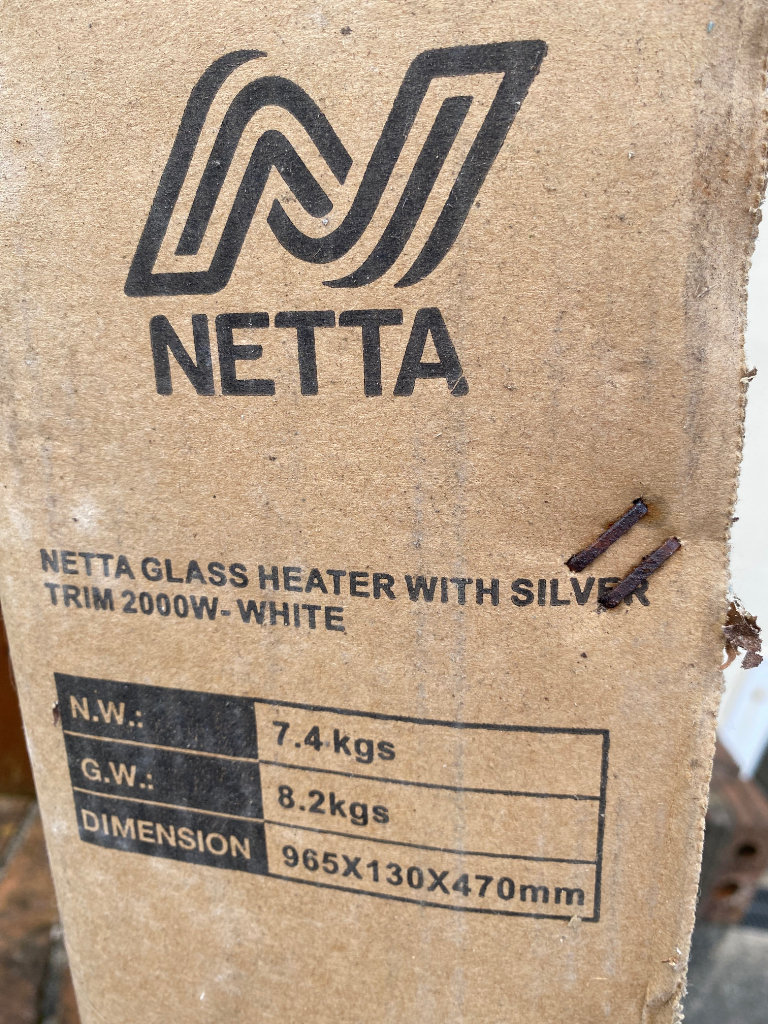 NETTA
NETTA GLASS HEATER WITH SILVER
TRIM 2000W- WHITE
N.W.: 7.4 kgs
G.W.: 8.2kgs
DIMENSION 965X130X470mm